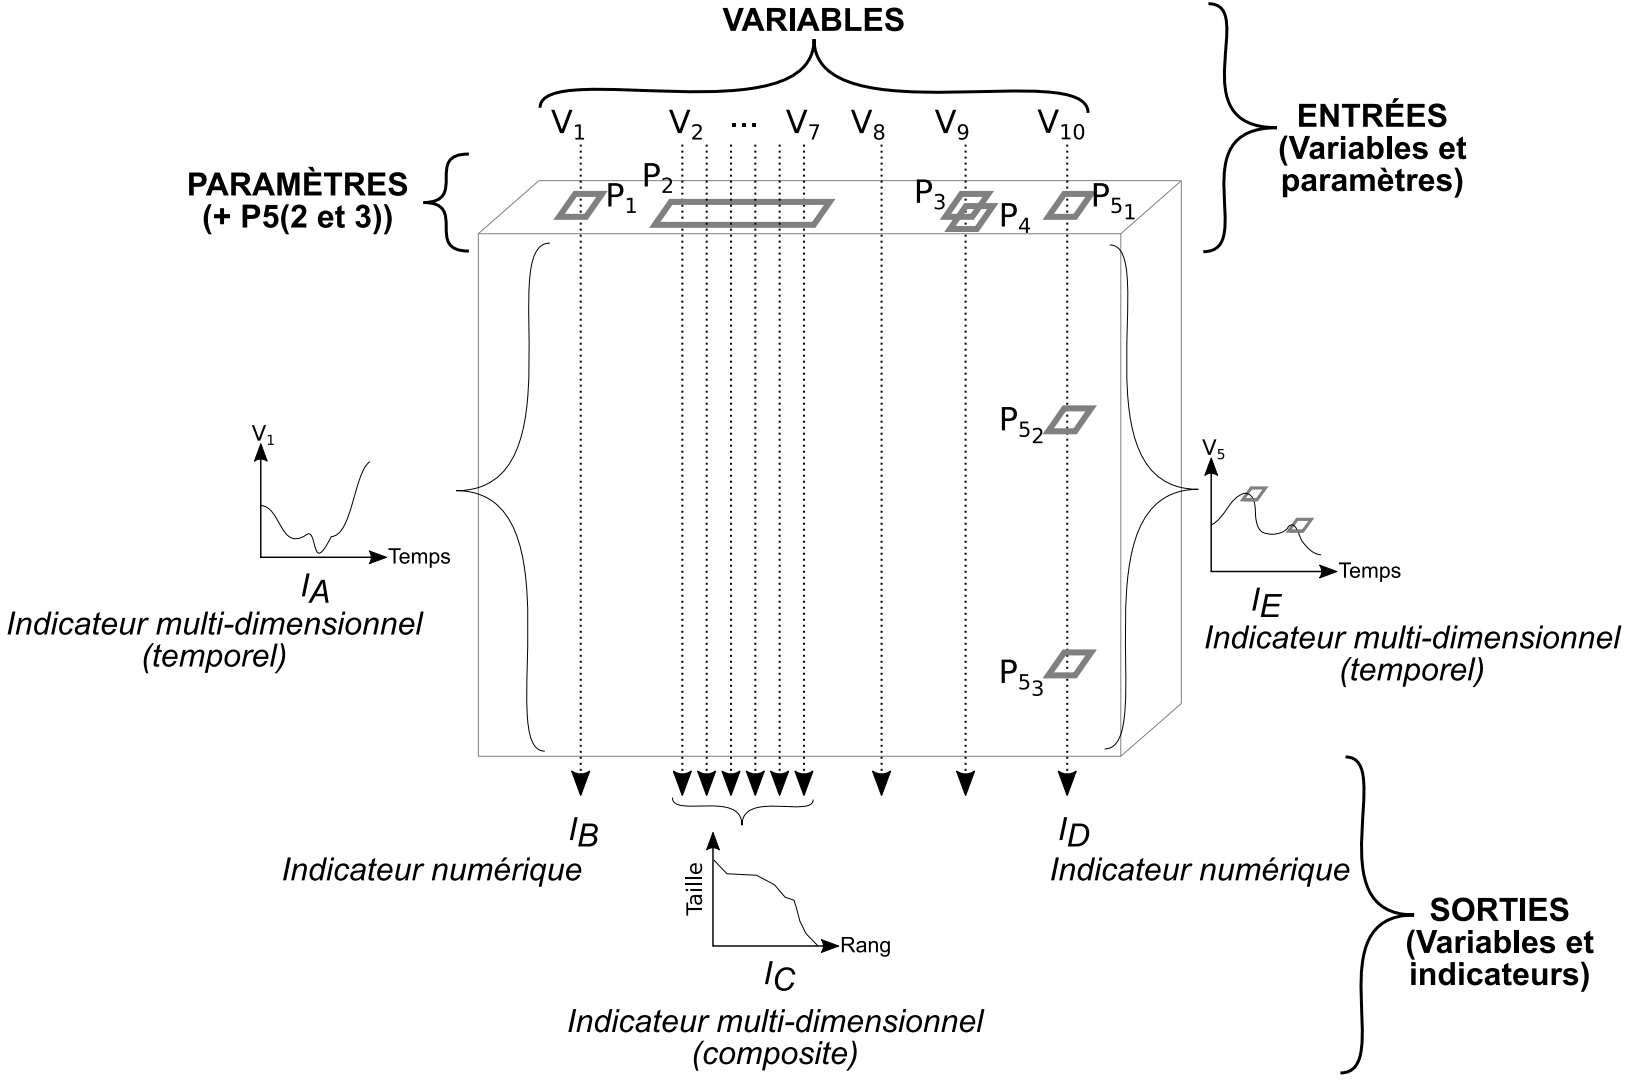 VARIABLES
V1 V2 ... V7 V8 V9 V10
ENTRÉES
(Variables et
paramètres)
PARAMÈTRES
(+ P5(2 et 3))
P1 P2 P3 P4 P51
P52
P53
V1
Temps
IA
Indicateur multi-dimensionnel
(temporel)
V5
Temps
IE
Indicateur multi-dimensionnel
(temporel)
IB
Indicateur numérique
Taille
Rang
IC
Indicateur multi-dimensionnel
(composite)
ID
Indicateur numérique
SORTIES
(Variables et
indicateurs)